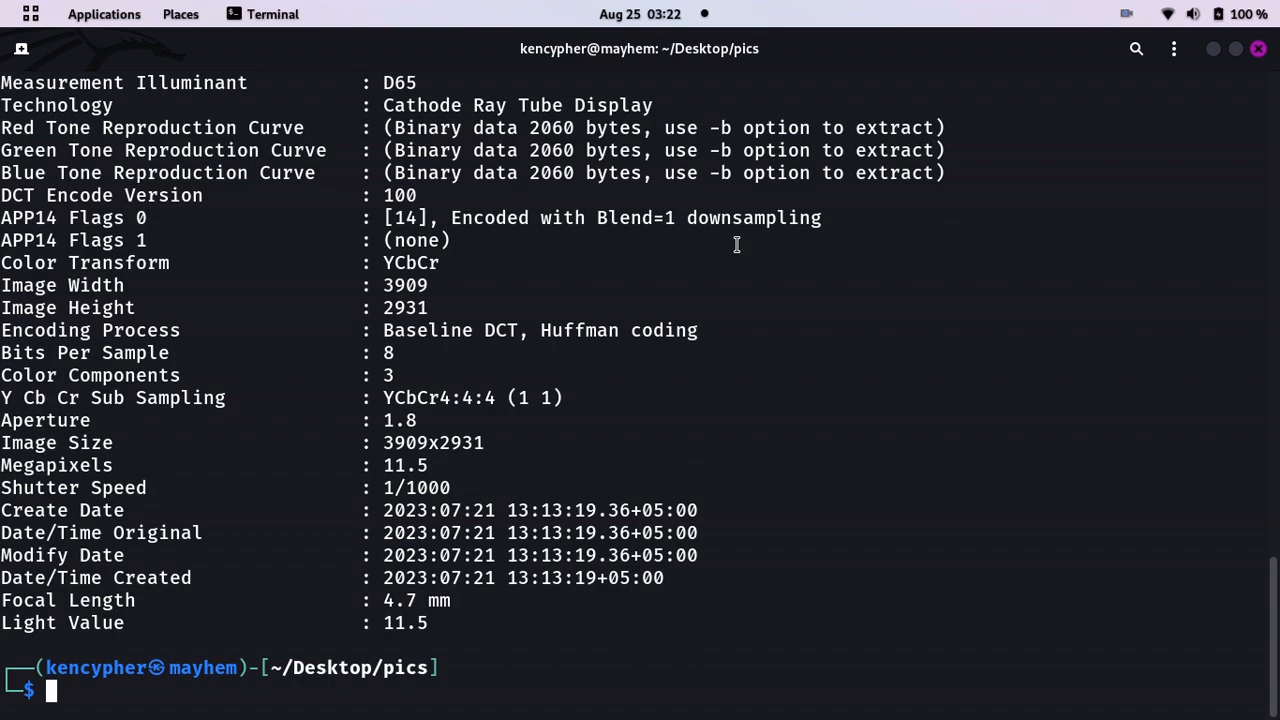 Applications Places Terminal Aug 25 03:22 100 %
kencypher@mayhem: ~/Desktop/pics
Measurement Illuminant : D65
Technology : Cathode Ray Tube Display
Red Tone Reproduction Curve : (Binary data 2060 bytes, use -b option to extract)
Green Tone Reproduction Curve : (Binary data 2060 bytes, use -b option to extract)
Blue Tone Reproduction Curve : (Binary data 2060 bytes, use -b option to extract)
DCT Encode Version : 100
APP14 Flags 0 : [14], Encoded with Blend=1 downsampling
APP14 Flags 1 : (none)
Color Transform : YCbCr
Image Width : 3909
Image Height : 2931
Encoding Process : Baseline DCT, Huffman coding
Bits Per Sample : 8
Color Components : 3
Y Cb Cr Sub Sampling : YCbCr4:4:4 (1 1)
Aperture : 1.8
Image Size : 3909x2931
Megapixels : 11.5
Shutter Speed : 1/1000
Create Date : 2023:07:21 13:13:19.36+05:00
Date/Time Original : 2023:07:21 13:13:19.36+05:00
Modify Date : 2023:07:21 13:13:19.36+05:00
Date/Time Created : 2023:07:21 13:13:19+05:00
Focal Length : 4.7 mm
Light Value : 11.5
┌──(kencypher㉿mayhem)-[~/Desktop/pics]
└─$